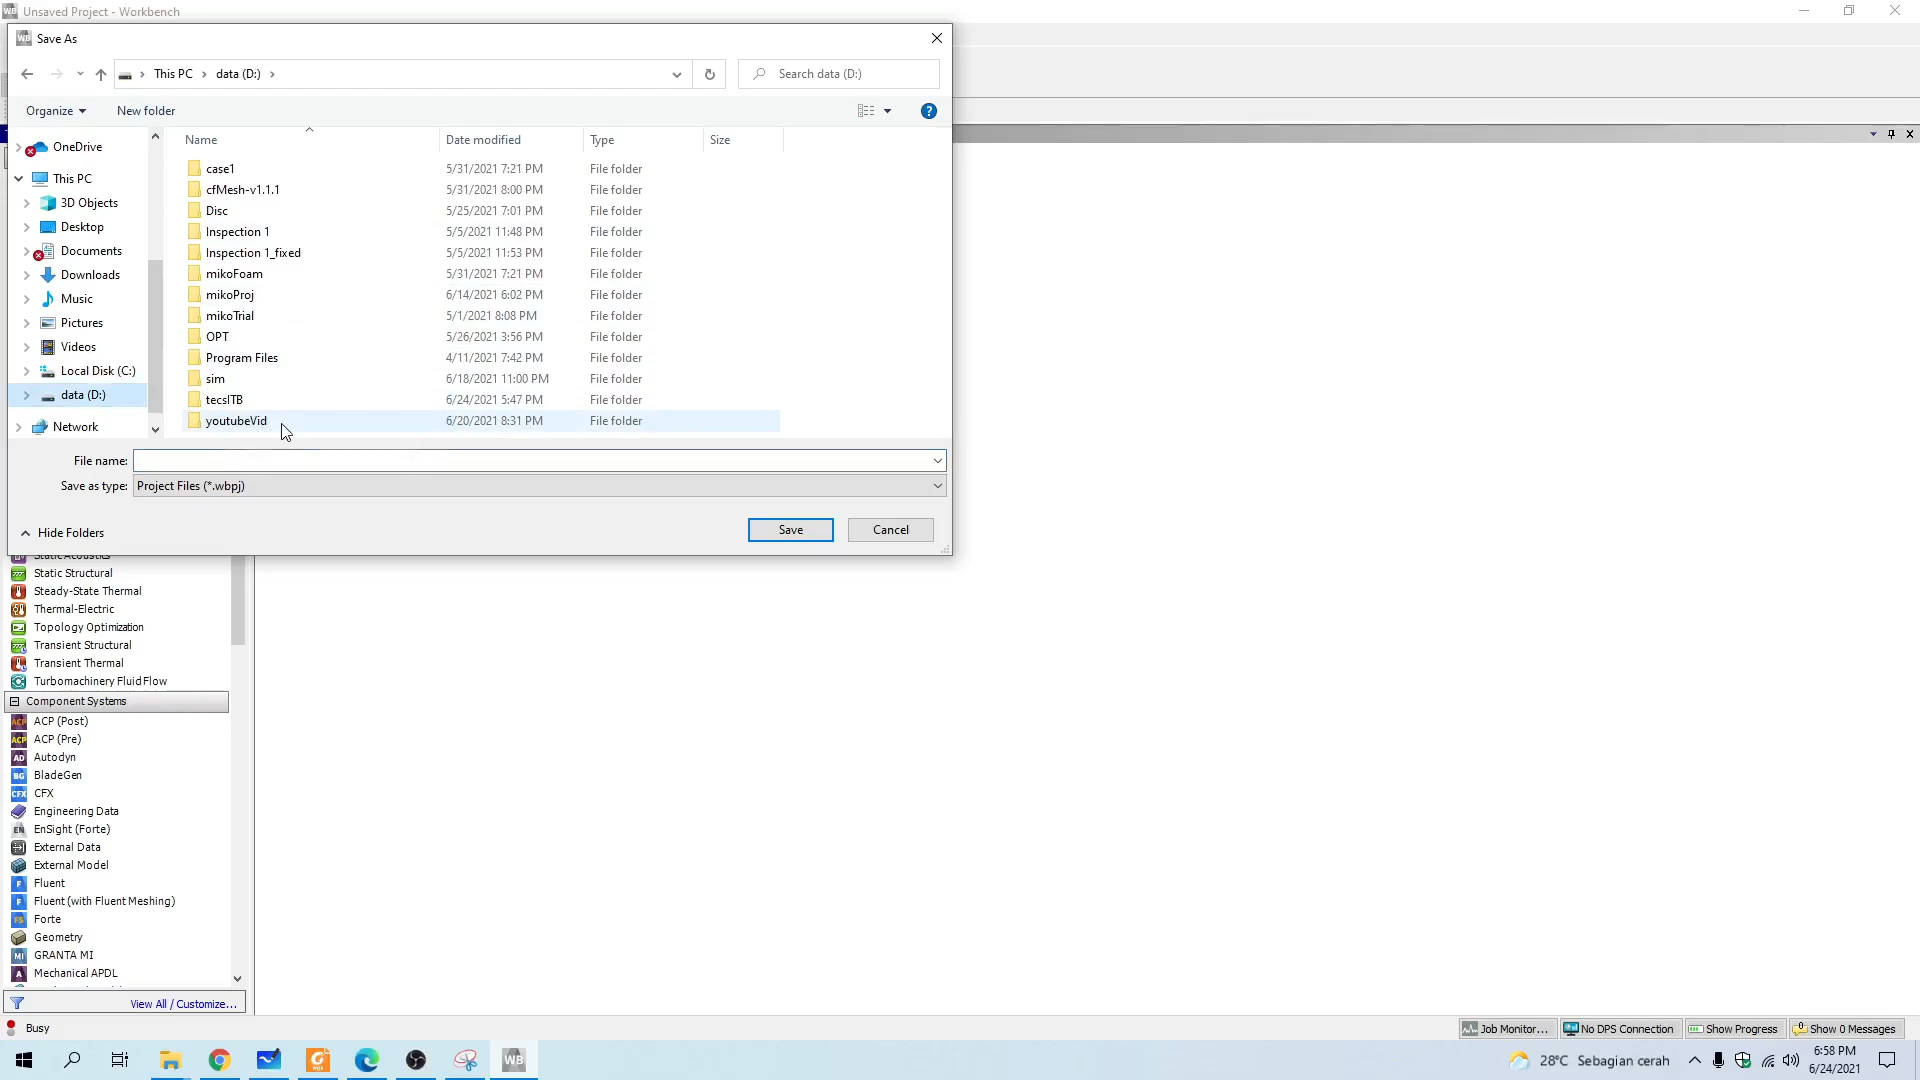 Unsaved Project - Workbench
Save As
This PC > data (D:) >
Search data (D:)
Organize
New folder
Name
Date modified
Type
Size
OneDrive
This PC
3D Objects
Desktop
Documents
Downloads
Music
Pictures
Videos
Local Disk (C:)
data (D:)
Network
case1 5/31/2021 7:21 PM File folder
cfMesh-v1.1.1 5/31/2021 8:00 PM File folder
Disc 5/25/2021 7:01 PM File folder
Inspection 1 5/5/2021 11:48 PM File folder
Inspection 1_fixed 5/5/2021 11:53 PM File folder
mikoFoam 5/31/2021 7:21 PM File folder
mikoProj 6/14/2021 6:02 PM File folder
mikoTrial 5/1/2021 8:08 PM File folder
OPT 5/26/2021 3:56 PM File folder
Program Files 4/11/2021 7:42 PM File folder
sim 6/18/2021 11:00 PM File folder
tecsITB 6/24/2021 5:47 PM File folder
youtubeVid 6/20/2021 8:31 PM File folder
File name:
Save as type: Project Files (*.wbpj)
Hide Folders
Save
Cancel
Static Acoustics
Static Structural
Steady-State Thermal
Thermal-Electric
Topology Optimization
Transient Structural
Transient Thermal
Turbomachinery Fluid Flow
Component Systems
ACP (Post)
ACP (Pre)
Autodyn
BladeGen
CFX
Engineering Data
EnSight (Forte)
External Data
External Model
Fluent
Fluent (with Fluent Meshing)
Forte
Geometry
GRANTA MI
Mechanical APDL
View All / Customize...
Busy
Job Monitor...
No DPS Connection
Show Progress
Show 0 Messages
28°C Sebagian cerah
6:58 PM
6/24/2021